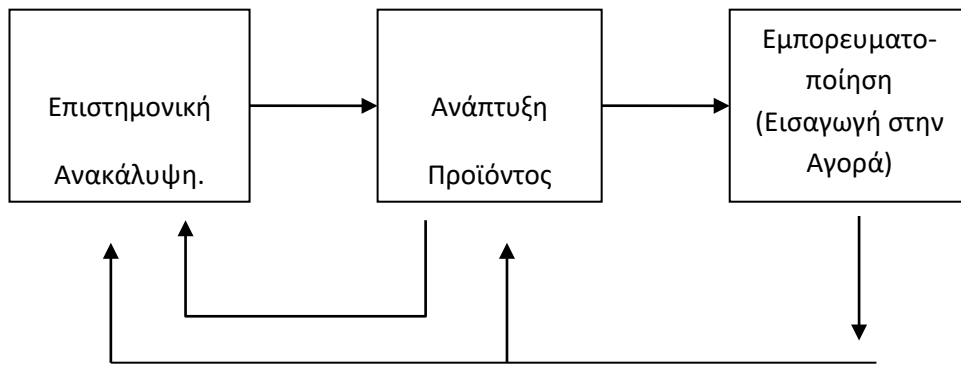 Επιστημονική
Ανακάλυψη.
Ανάπτυξη
Προϊόντος
Εμπορευματο-
ποίηση
(Εισαγωγή στην
Αγορά)